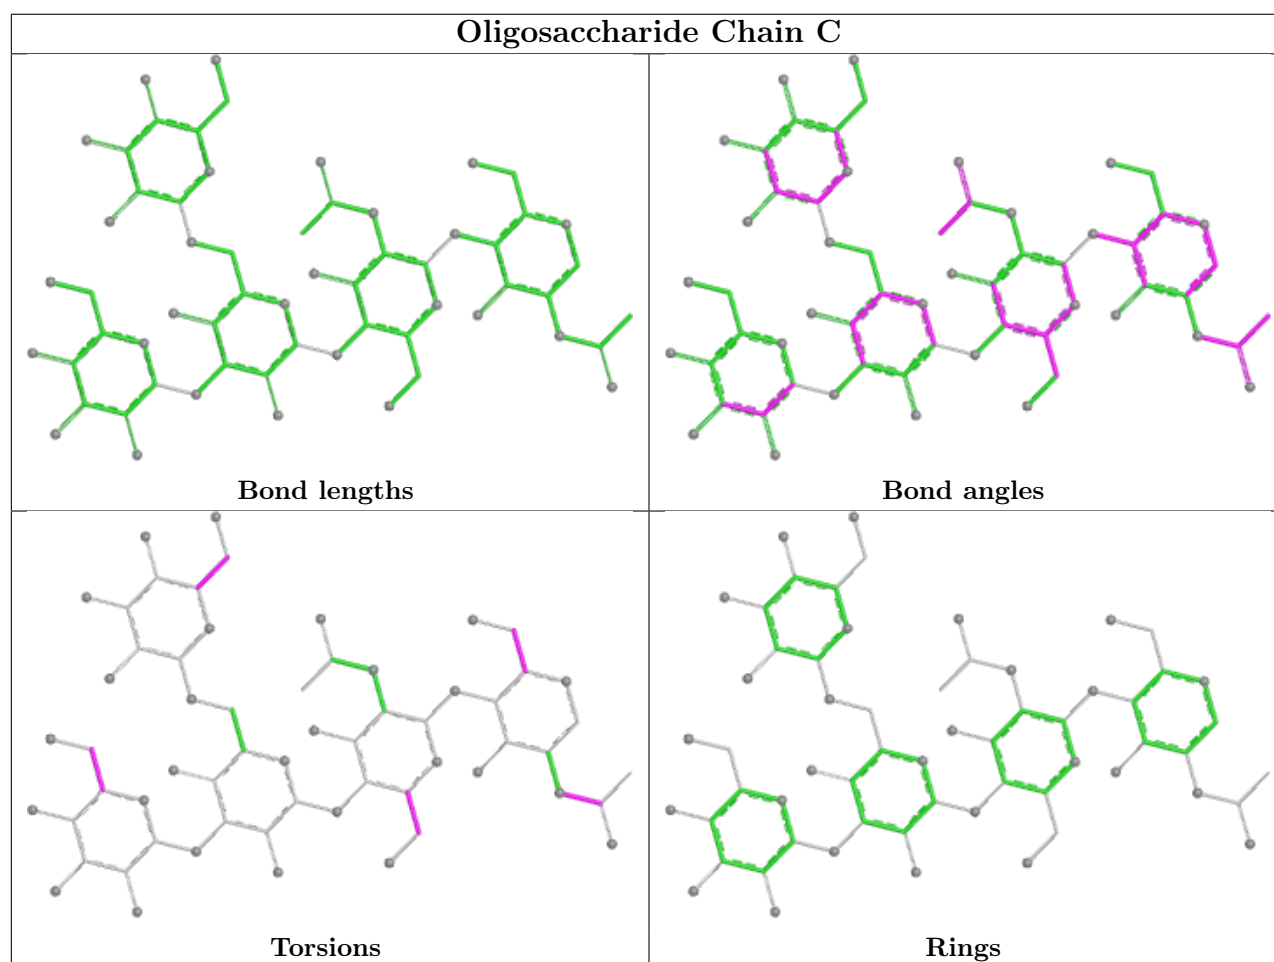 Oligosaccharide Chain C
Bond lengths
Bond angles
Torsions
Rings